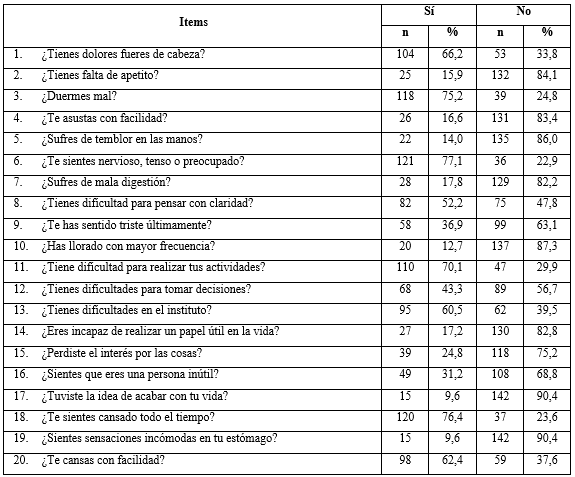 Items Sí No
n % n %
1. ¿Tienes dolores fueres de cabeza? 104 66,2 53 33,8
2. ¿Tienes falta de apetito? 25 15,9 132 84,1
3. ¿Duermes mal? 118 75,2 39 24,8
4. ¿Te asustas con facilidad? 26 16,6 131 83,4
5. ¿Sufres de temblor en las manos? 22 14,0 135 86,0
6. ¿Te sientes nervioso, tenso o preocupado? 121 77,1 36 22,9
7. ¿Sufres de mala digestión? 28 17,8 129 82,2
8. ¿Tienes dificultad para pensar con claridad? 82 52,2 75 47,8
9. ¿Te has sentido triste últimamente? 58 36,9 99 63,1
10. ¿Has llorado con mayor frecuencia? 20 12,7 137 87,3
11. ¿Tiene dificultad para realizar tus actividades? 110 70,1 47 29,9
12. ¿Tienes dificultades para tomar decisiones? 68 43,3 89 56,7
13. ¿Tienes dificultades en el instituto? 95 60,5 62 39,5
14. ¿Eres incapaz de realizar un papel útil en la vida? 27 17,2 130 82,8
15. ¿Perdiste el interés por las cosas? 39 24,8 118 75,2
16. ¿Sientes que eres una persona inútil? 49 31,2 108 68,8
17. ¿Tuviste la idea de acabar con tu vida? 15 9,6 142 90,4
18. ¿Te sientes cansado todo el tiempo? 120 76,4 37 23,6
19. ¿Sientes sensaciones incómodas en tu estómago? 15 9,6 142 90,4
20. ¿Te cansas con facilidad? 98 62,4 59 37,6